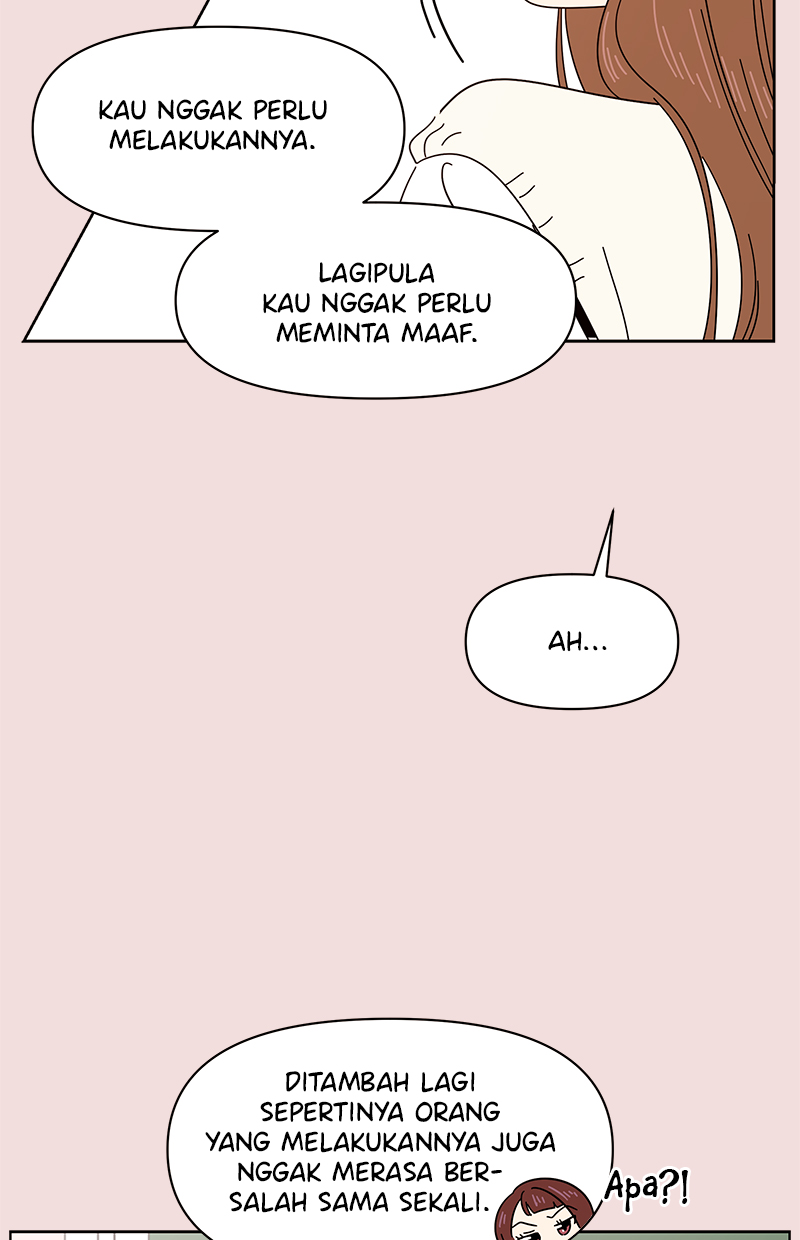 KAU NGGAK PERLU
MELAKUKANNYA.
LAGIPULA
KAU NGGAK PERLU
MEMINTA MAAF.
AH...
DITAMBAH LAGI
SEPERTINYA ORANG
YANG MELAKUKANNYA JUGA
NGGAK MERASA BER-
SALAH SAMA SEKALI.
Apa?!